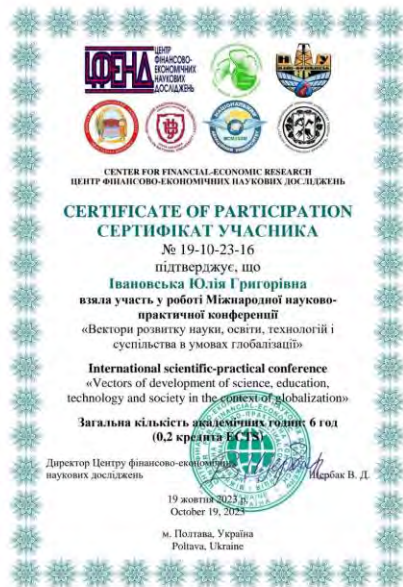 ЦЕНТР
ФІНАНСОВО-
ЕКОНОМІЧНИХ
НАУКОВИХ
ДОСЛІДЖЕНЬ
CENTER FOR FINANCIAL-ECONOMIC RESEARCH
ЦЕНТР ФІНАНСОВО-ЕКОНОМІЧНИХ НАУКОВИХ ДОСЛІДЖЕНЬ
CERTIFICATE OF PARTICIPATION
СЕРТИФІКАТ УЧАСНИКА
№ 19-10-23-16
підтверджує, що
Івановська Юлія Григорівна
взяла участь у роботі Міжнародної науково-
практичної конференції
«Вектори розвитку науки, освіти, технологій і
суспільства в умовах глобалізації»
International scientific-practical conference
«Vectors of development of science, education,
technology and society in the context of globalization»
Загальна кількість академічних годин: 6 год
(0,2 кредита ECTS)
Директор Центру фінансово-економічних
наукових досліджень
Щербак В. Д.
19 жовтня 2023 р.
October 19, 2023
м. Полтава, Україна
Poltava, Ukraine